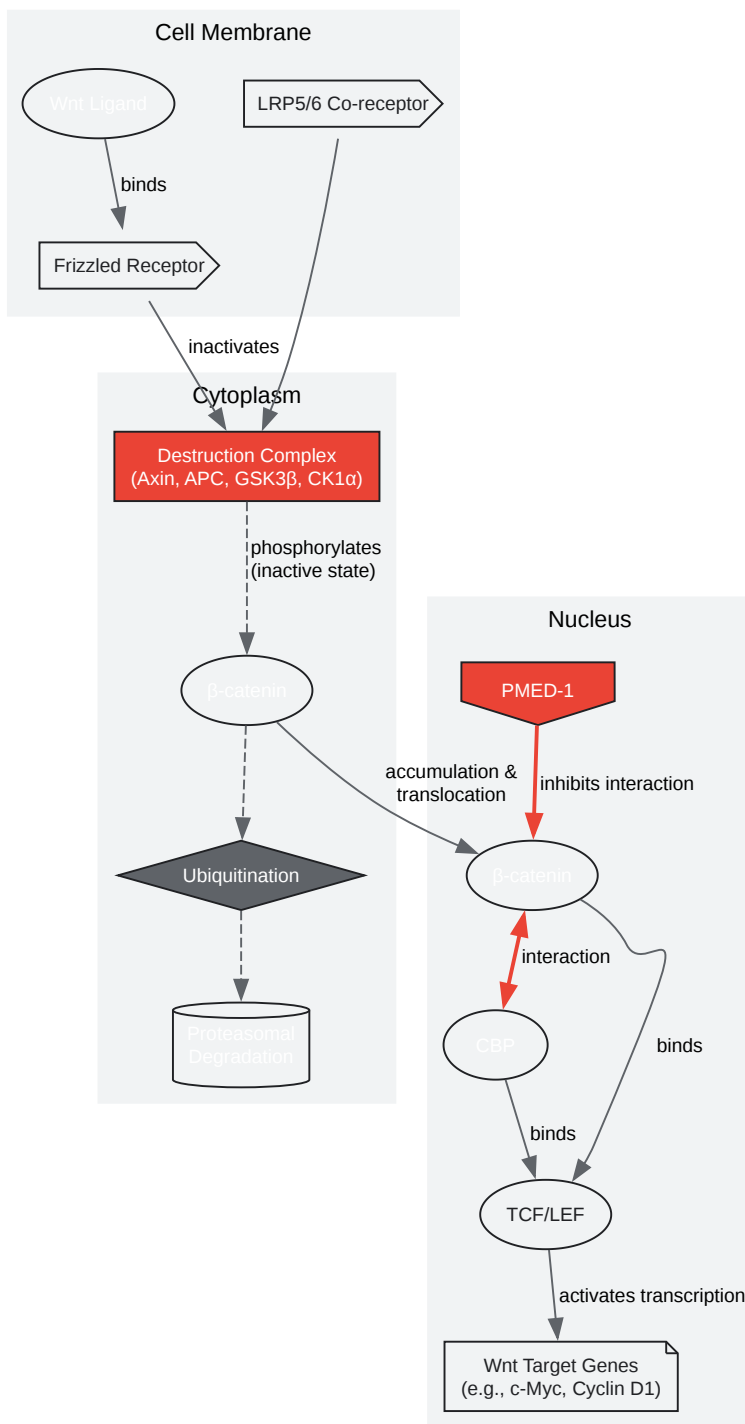 Cell Membrane
Wnt Ligand
LRP5/6 Co-receptor
binds
Frizzled Receptor
inactivates
Cytoplasm
Destruction Complex
(Axin, APC, GSK3β, CK1α)
phosphorylates
(inactive state)
Nucleus
β-catenin
PMED-1
accumulation &
translocation
inhibits interaction
Ubiquitination
β-catenin
interaction
Proteasomal
Degradation
CBP
binds
binds
TCF/LEF
activates transcription
Wnt Target Genes
(e.g., c-Myc, Cyclin D1)